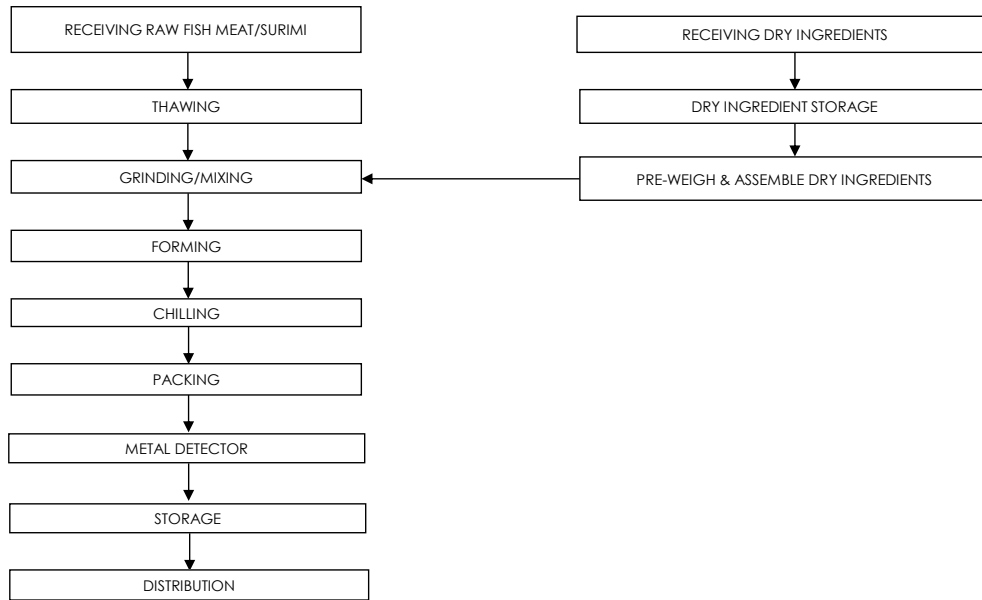 RECEIVING RAW FISH MEAT/SURIMI
THAWING
GRINDING/MIXING
FORMING
CHILLING
PACKING
METAL DETECTOR
STORAGE
DISTRIBUTION
RECEIVING DRY INGREDIENTS
DRY INGREDIENT STORAGE
PRE-WEIGH & ASSEMBLE DRY INGREDIENTS